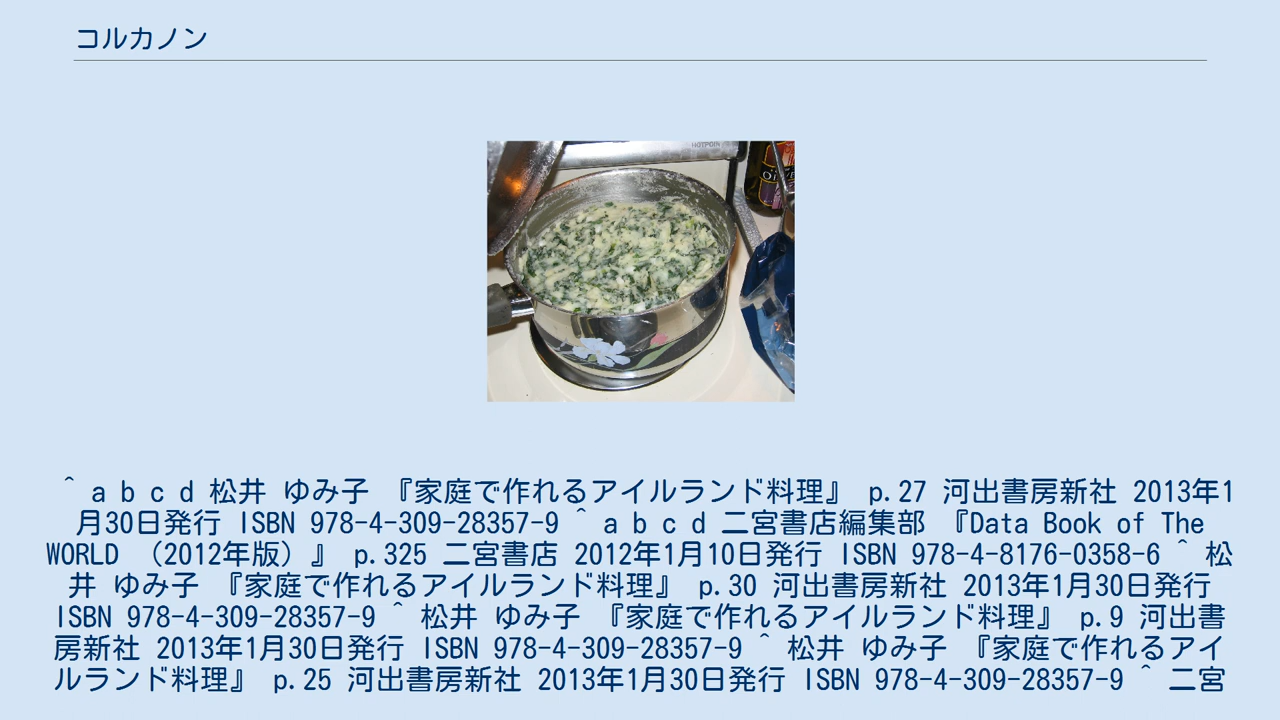 コルカノン
HOTPOINT
^ a b c d 松井 ゆみ子 『家庭で作れるアイルランド料理』 p.27 河出書房新社 2013年1
月30日発行 ISBN 978-4-309-28357-9 ^ a b c d 二宮書店編集部 『Data Book of The
WORLD （2012年版）』 p.325 二宮書店 2012年1月10日発行 ISBN 978-4-8176-0358-6 ^ 松
井 ゆみ子 『家庭で作れるアイルランド料理』 p.30 河出書房新社 2013年1月30日発行
ISBN 978-4-309-28357-9 ^ 松井 ゆみ子 『家庭で作れるアイルランド料理』 p.9 河出書
房新社 2013年1月30日発行 ISBN 978-4-309-28357-9 ^ 松井 ゆみ子 『家庭で作れるアイ
ルランド料理』 p.25 河出書房新社 2013年1月30日発行 ISBN 978-4-309-28357-9 ^ 二宮